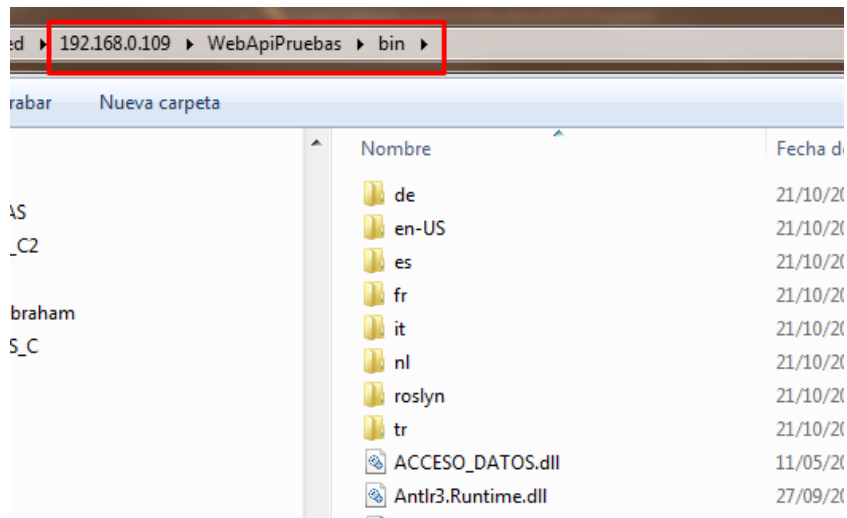 ed ▸ 192.168.0.109 ▸ WebApiPruebas ▸ bin ▸
rabar Nueva carpeta
Nombre Fecha de
de 21/10/20
AS
en-US 21/10/20
_C2
es 21/10/20
fr 21/10/20
braham
it 21/10/20
S_C
nl 21/10/20
roslyn 21/10/20
tr 21/10/20
ACCESO_DATOS.dll 11/05/20
Antlr3.Runtime.dll 27/09/20